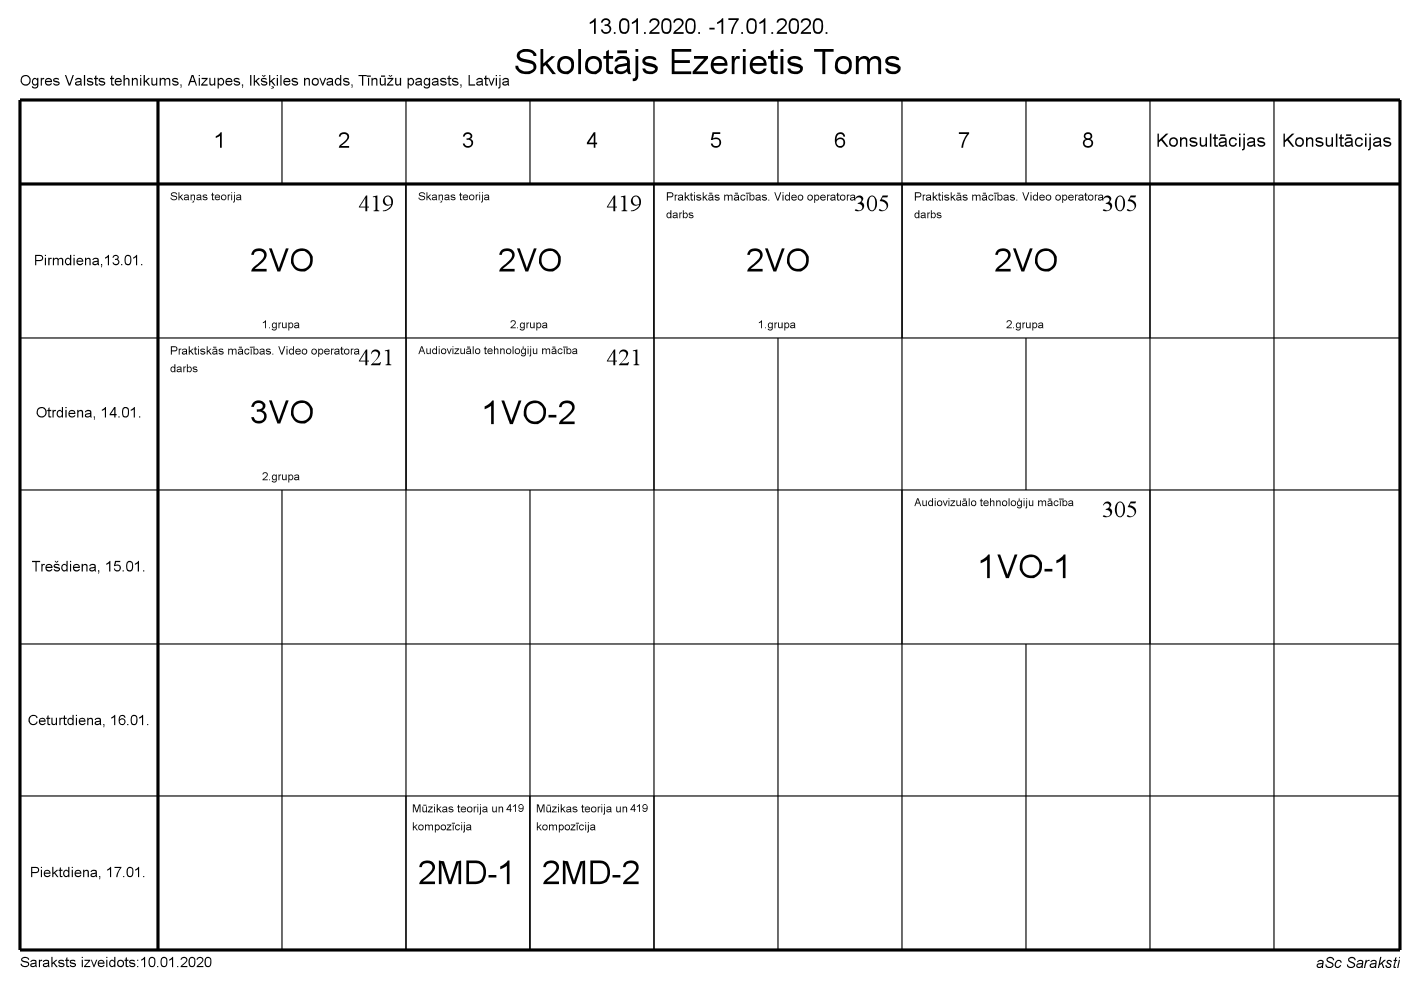 13.01.2020. -17.01.2020.
Skolotājs Ezerietis Toms
Ogres Valsts tehnikums, Aizupes, Ikšķiles novads, Tīnūžu pagasts, Latvija
1 2 3 4 5 6 7 8 Konsultācijas Konsultācijas
Pirmdiena,13.01.
Skaņas teorija 419
2VO
1.grupa
Skaņas teorija 419
2VO
2.grupa
Praktiskās mācības. Video operatora 305
darbs
2VO
1.grupa
Praktiskās mācības. Video operatora 305
darbs
2VO
2.grupa
Otrdiena, 14.01.
Praktiskās mācības. Video operatora 421
darbs
3VO
2.grupa
Audiovizuālo tehnoloģiju mācība 421
1VO-2
Trešdiena, 15.01.
Audiovizuālo tehnoloģiju mācība 305
1VO-1
Ceturtdiena, 16.01.
Piektdiena, 17.01.
Mūzikas teorija un 419
kompozīcija
2MD-1
Mūzikas teorija un 419
kompozīcija
2MD-2
Saraksts izveidots:10.01.2020
aSc Saraksti